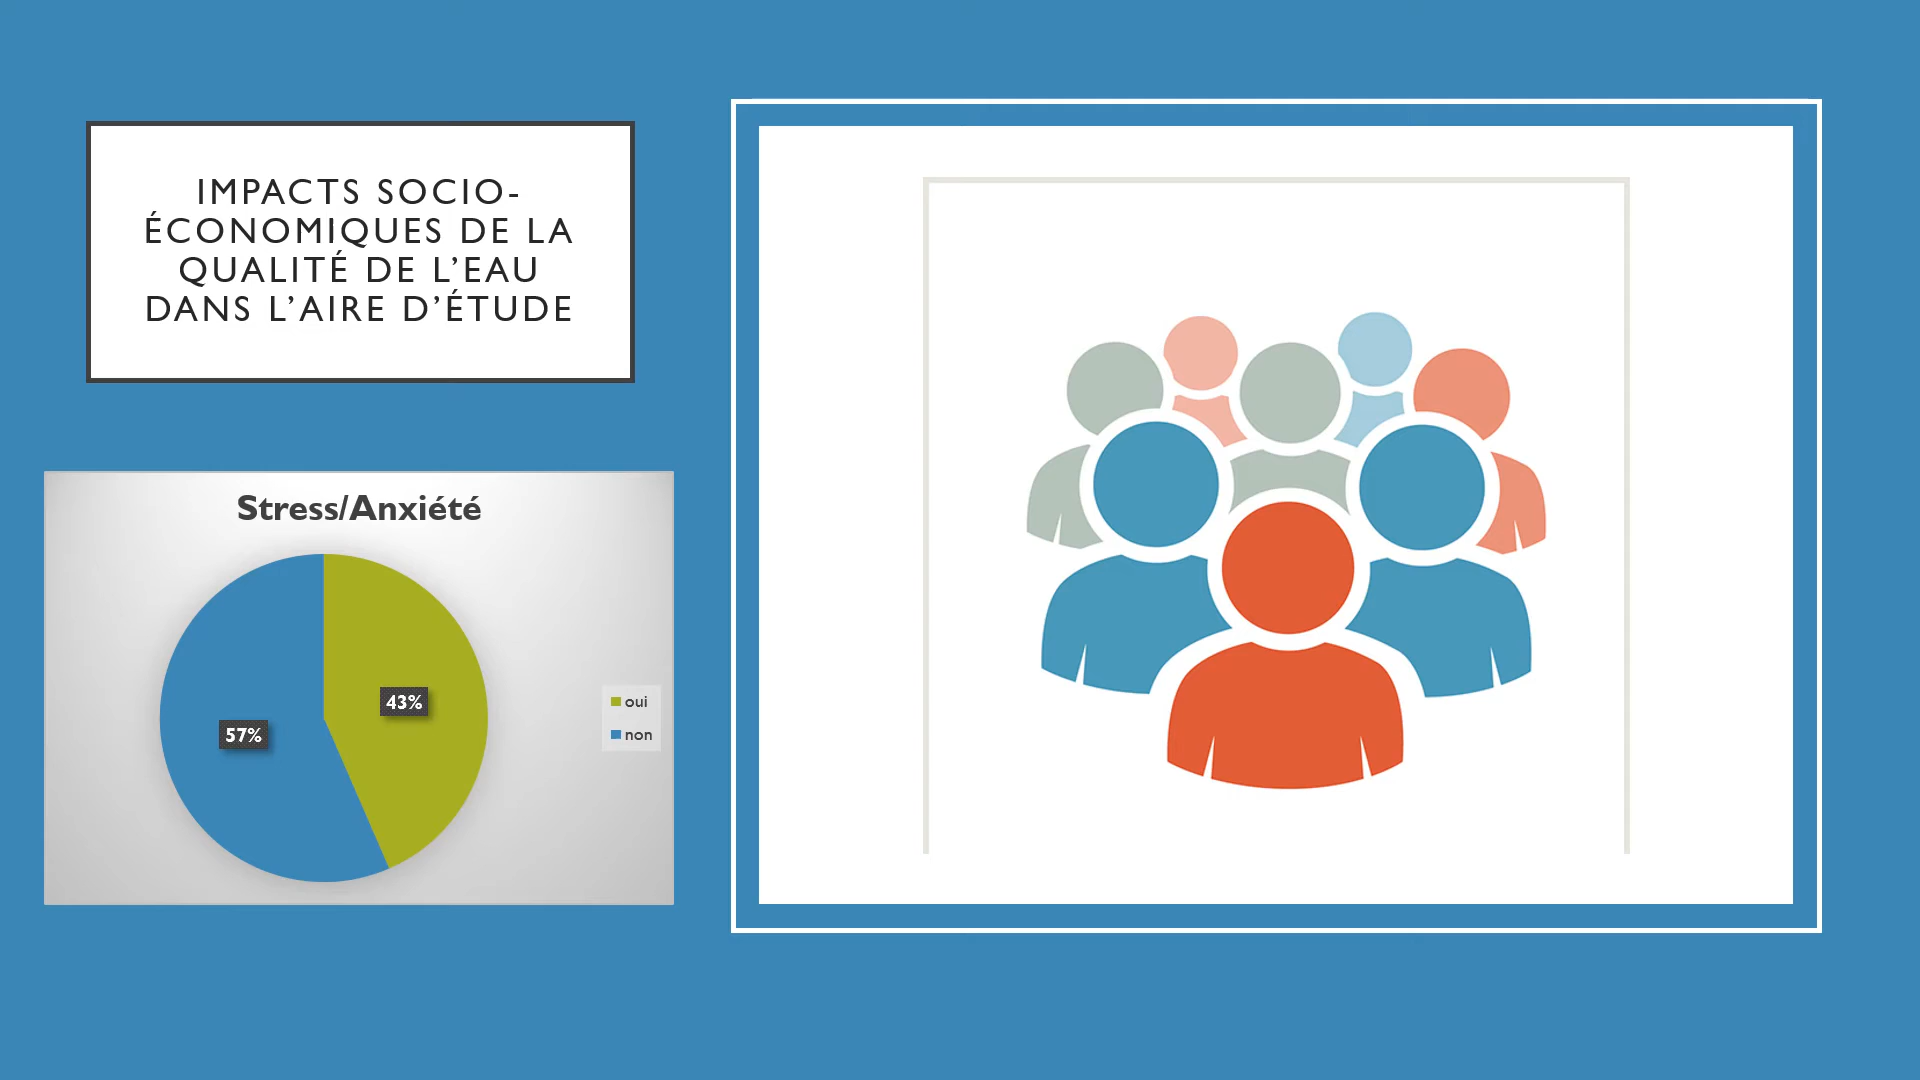 IMPACTS SOCIO-
ÉCONOMIQUES DE LA
QUALITÉ DE L’EAU
DANS L’AIRE D’ÉTUDE
Stress/Anxiété
43%
57%
oui
non